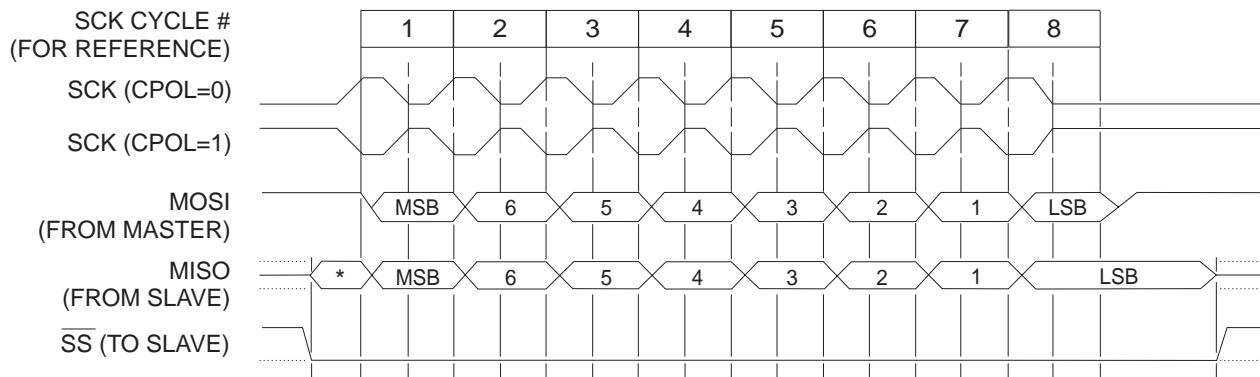 SCK CYCLE # 1 2 3 4 5 6 7 8
(FOR REFERENCE)
SCK (CPOL=0)
SCK (CPOL=1)
MOSI MSB 6 5 4 3 2 1 LSB
(FROM MASTER)
MISO * MSB 6 5 4 3 2 1 LSB
(FROM SLAVE)
SS (TO SLAVE)